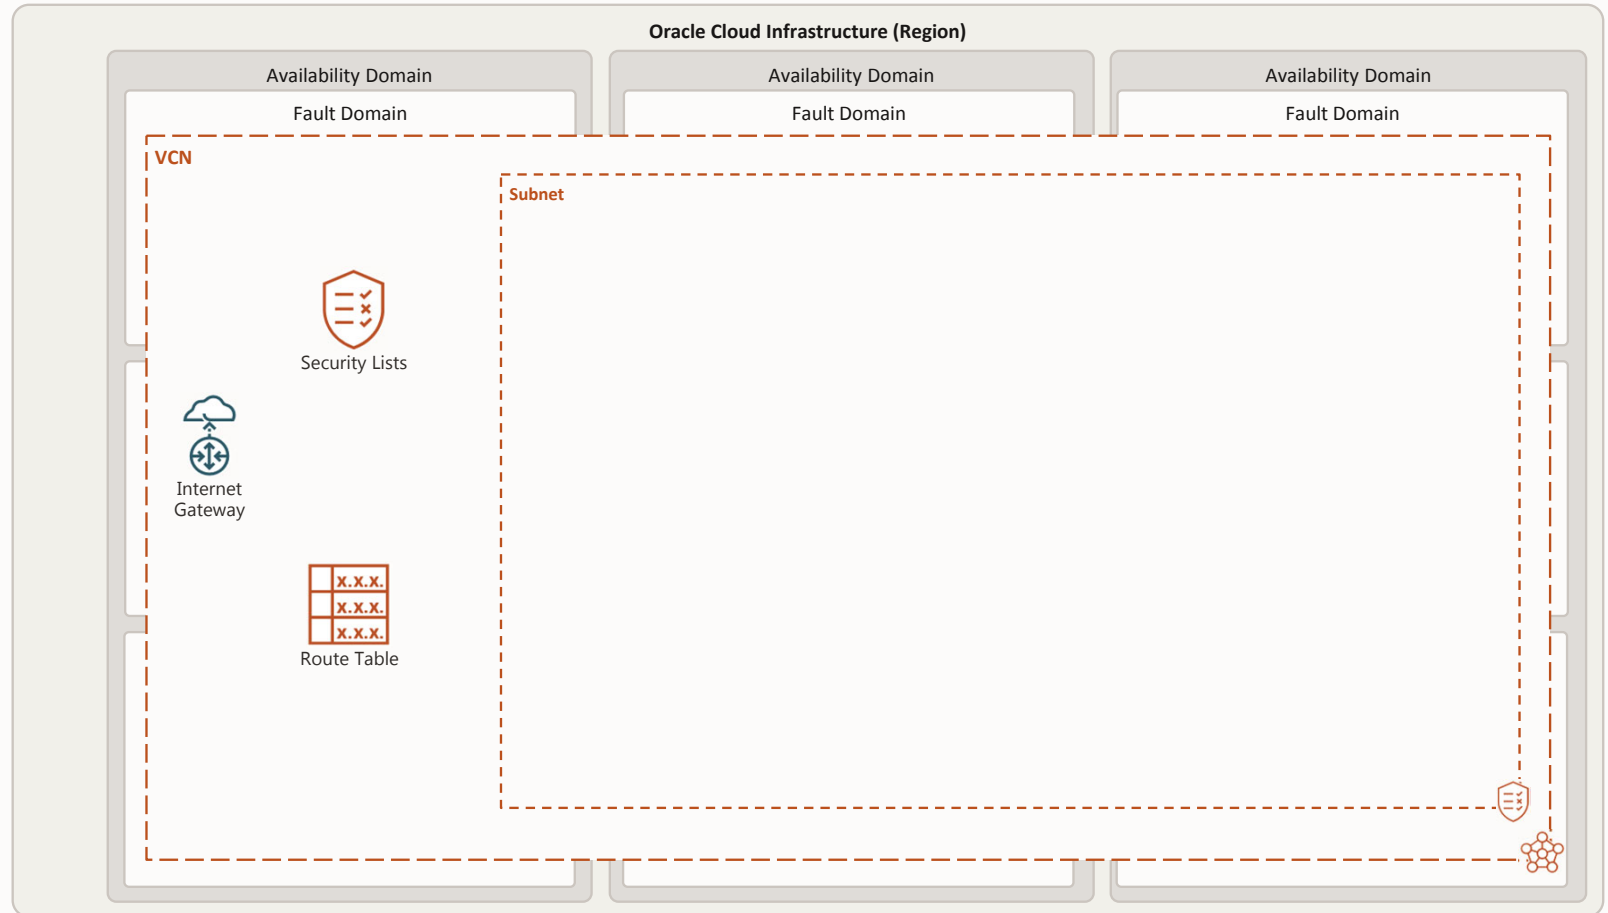 Oracle Cloud Infrastructure (Region)
Availability Domain
Availability Domain
Availability Domain
Fault Domain
Fault Domain
Fault Domain
VCN
Subnet
Security Lists
Internet
Gateway
x.x.x.
x.x.x.
x.x.x.
Route Table